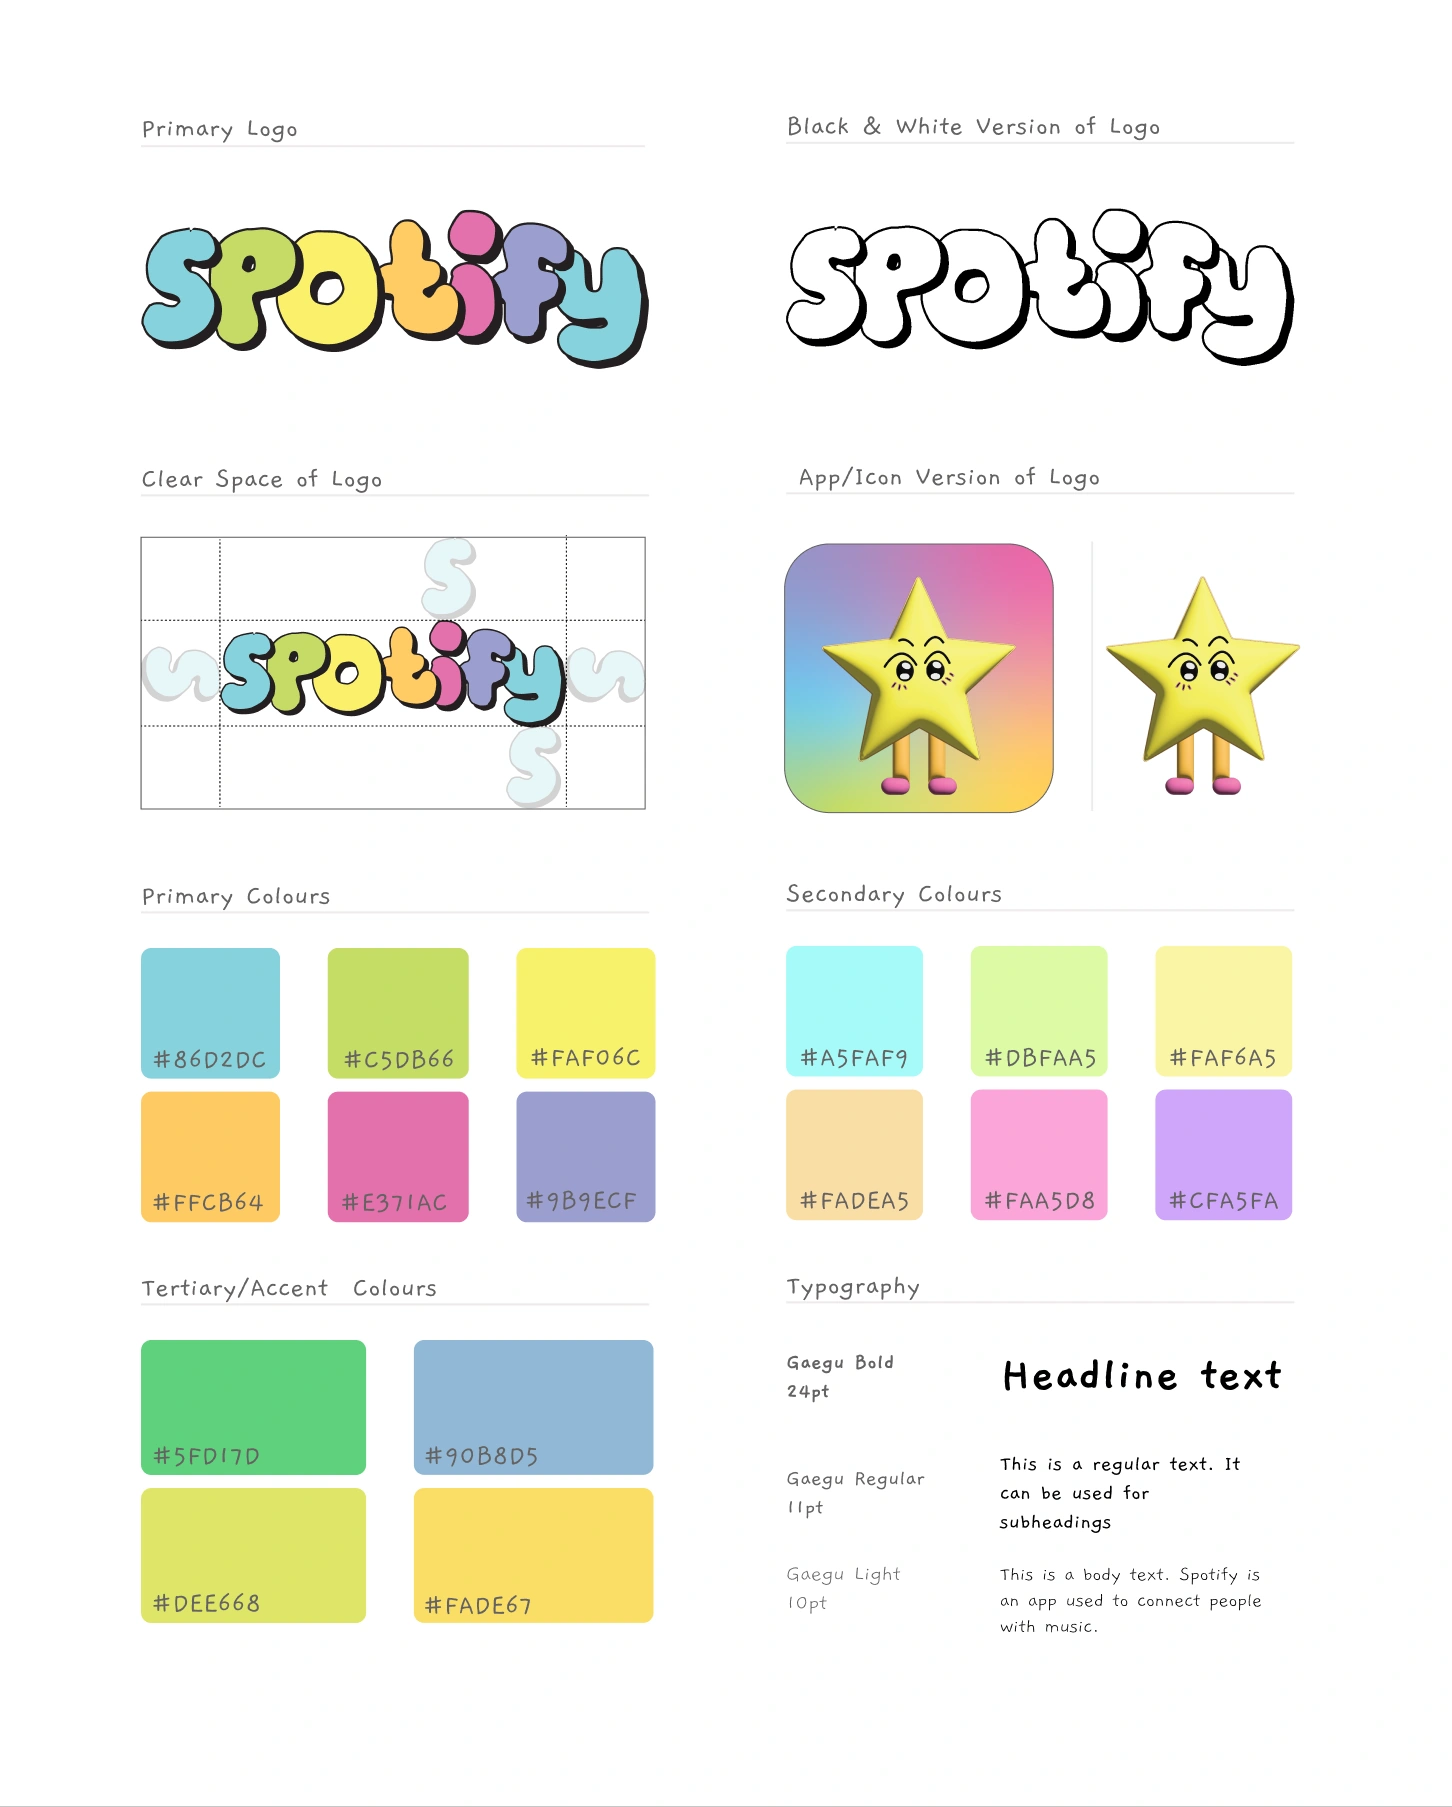 Primary Logo
Black & White Version of Logo
spotify
spotify
Clear Space of Logo
App/Icon Version of Logo
s
s
spotify
s
s
Primary Colours
Secondary Colours
#86D2DC
#C5DB66
#FAF06C
#A5FAF9
#DBFAA5
#FAF6A5
#FFCB64
#E371AC
#9B9ECF
#FADEA5
#FAA5D8
#CFA5FA
Tertiary/Accent Colours
Typography
#5FD17D
#90B8D5
#DEE668
#FADE67
Gaegu Bold
24pt
Headline text
Gaegu Regular
11pt
This is a regular text. It
can be used for
subheadings
Gaegu Light
10pt
This is a body text. Spotify is
an app used to connect people
with music.